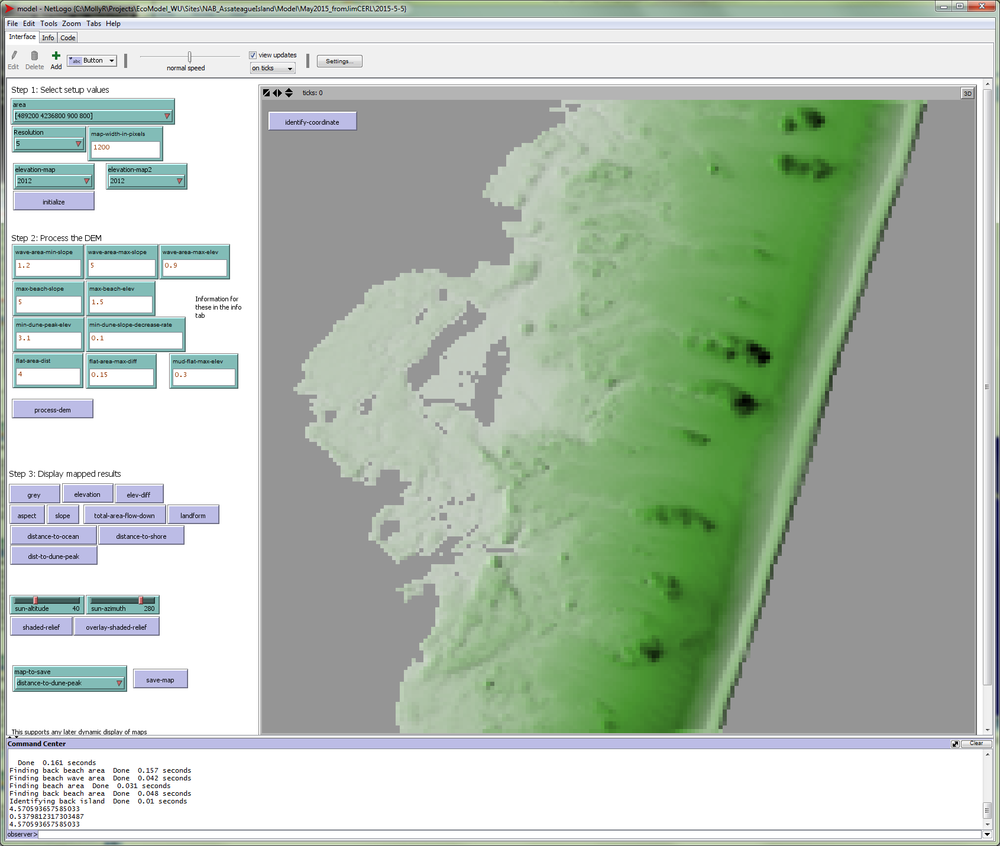 model - NetLogo {C:\MollyR\Projects\EcoModel_WU\Sites\NAB_AssateagueIsland\Model\May2015_fromJimCERL\2015-5-5}
File Edit Tools Zoom Tabs Help
Interface Info Code
Edit Delete Add abc Button normal speed view updates on ticks Settings...
Step 1: Select setup values
area
[489200 4236800 900 800]
Resolution
5
map-width-in-pixels
1200
elevation-map
2012
elevation-map2
2012
initialize
Step 2: Process the DEM
wave-area-min-slope
1.2
wave-area-max-slope
5
wave-area-max-elev
0.9
max-beach-slope
5
max-beach-elev
1.5
Information for
these in the info
tab
min-dune-peak-elev
3.1
min-dune-slope-decrease-rate
0.1
flat-area-dist
4
flat-area-max-diff
0.15
mud-flat-max-elev
0.3
process-dem
Step 3: Display mapped results
grey elevation elev-diff
aspect slope total-area-flow-down landform
distance-to-ocean distance-to-shore
dist-to-dune-peak
sun-altitude 40 sun-azimuth 280
shaded-relief overlay-shaded-relief
map-to-save
distance-to-dune-peak
save-map
This supports any later dynamic display of maps
ticks: 0
3D
identify-coordinate
Command Center
Clear
Done 0.161 seconds
Finding back beach area Done 0.157 seconds
Finding beach wave area Done 0.042 seconds
Finding beach area Done 0.031 seconds
Finding back beach area Done 0.048 seconds
Identifying back island Done 0.01 seconds
4.570593657585033
0.5379812317303487
4.570593657585033
observer>